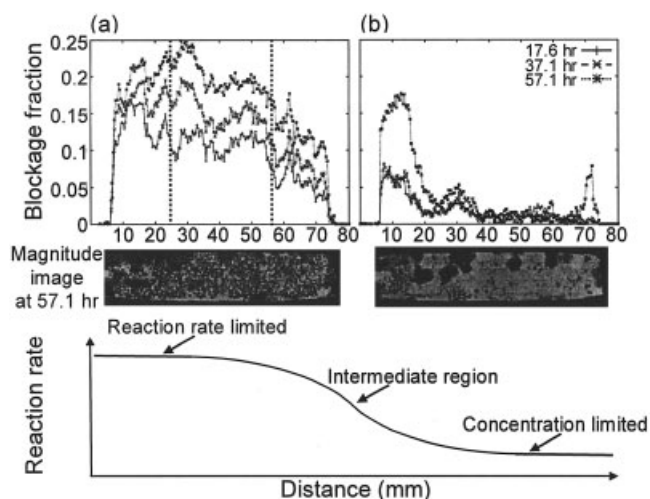 (a)
(b)
0.25
0.2
0.15
0.1
0.05
0
Blockage fraction
17.6 hr
37.1 hr
57.1 hr
10 20 30 40 50 60 70 80
10 20 30 40 50 60 70 80
Magnitude
image
at 57.1 hr
Reaction rate limited
Intermediate region
Concentration limited
Reaction rate
Distance (mm)